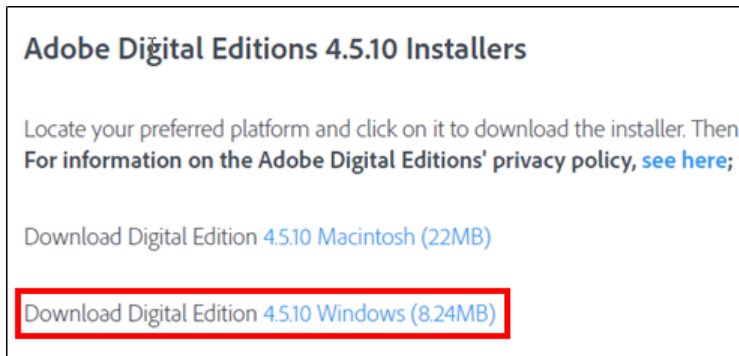 Adobe Digital Editions 4.5.10 Installers
Locate your preferred platform and click on it to download the installer. Then
For information on the Adobe Digital Editions' privacy policy, see here;
Download Digital Edition 4.5.10 Macintosh (22MB)
Download Digital Edition 4.5.10 Windows (8.24MB)